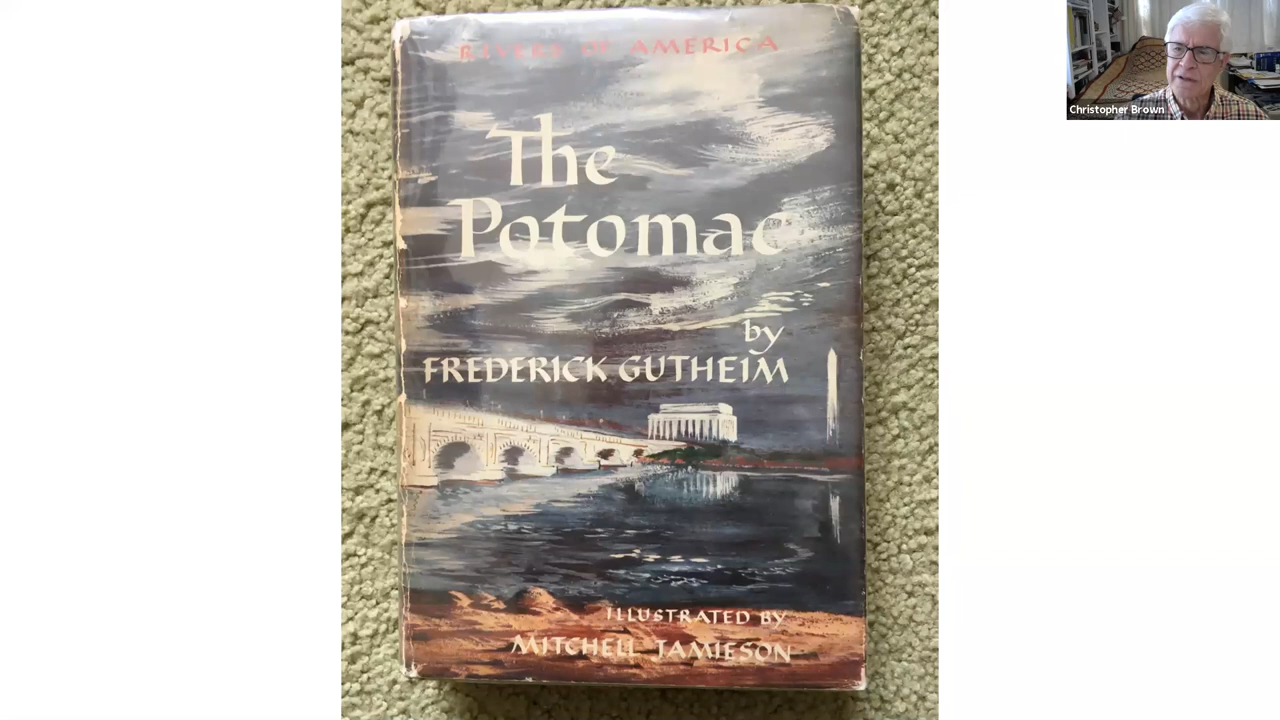 RIVERS OF AMERICA
The
Potomac
by
FREDERICK GUTHEIM
ILLUSTRATED BY
MITCHELL JAMIESON
Christopher Brown